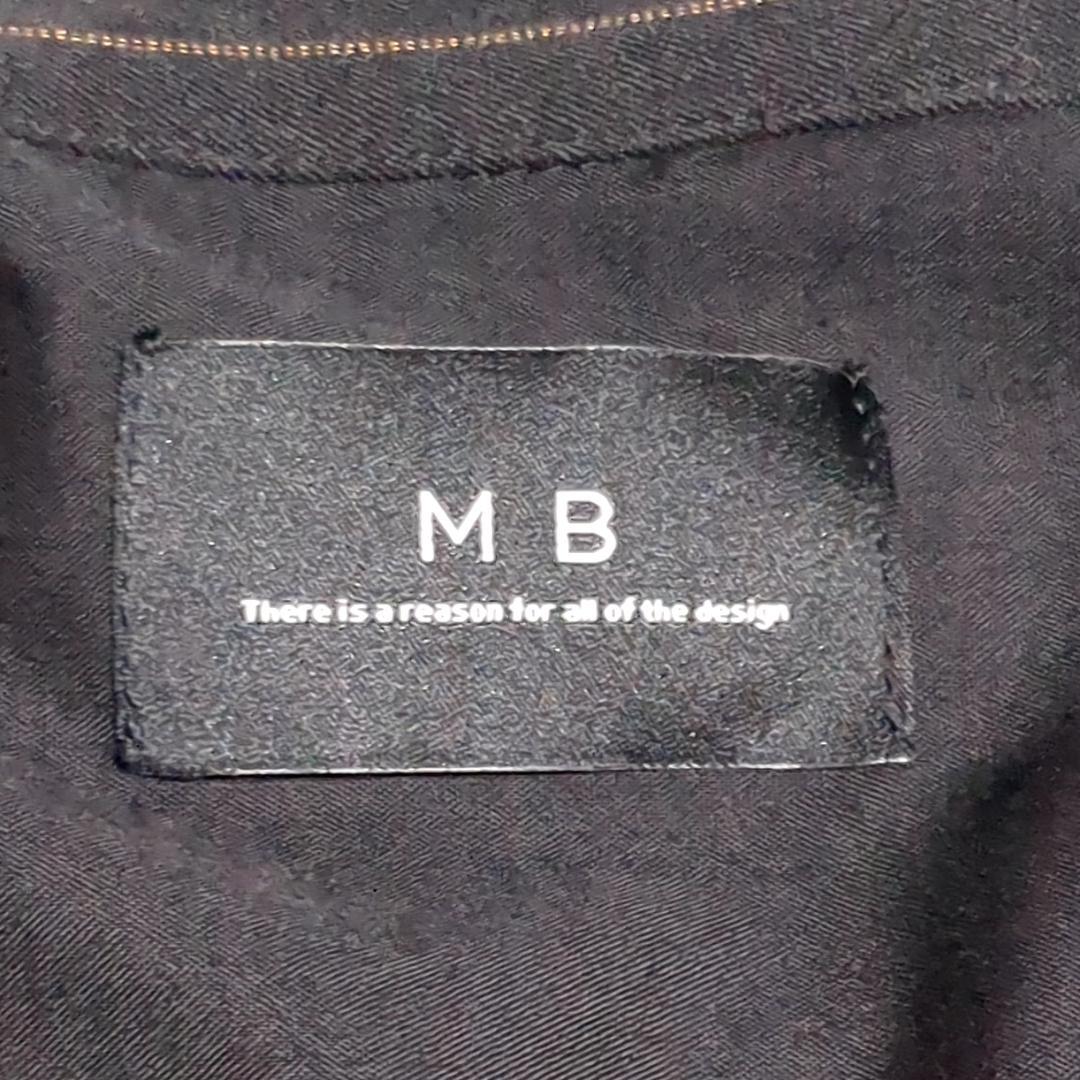 M B
There is a reason for all of the design